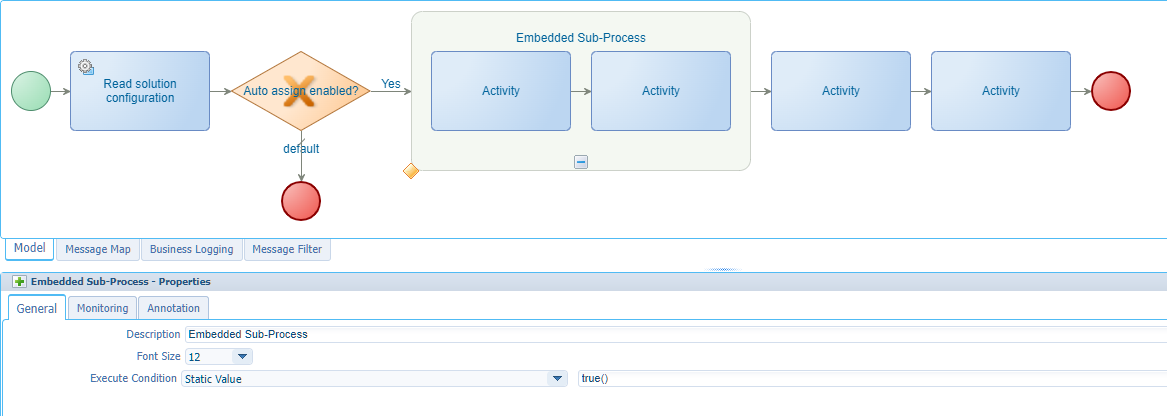 Embedded Sub-Process
Read solution
configuration
Auto assign enabled?
Yes
Activity
Activity
Activity
Activity
default
Model
Message Map
Business Logging
Message Filter
Embedded Sub-Process - Properties
General
Monitoring
Annotation
Description Embedded Sub-Process
Font Size 12
Execute Condition Static Value true()